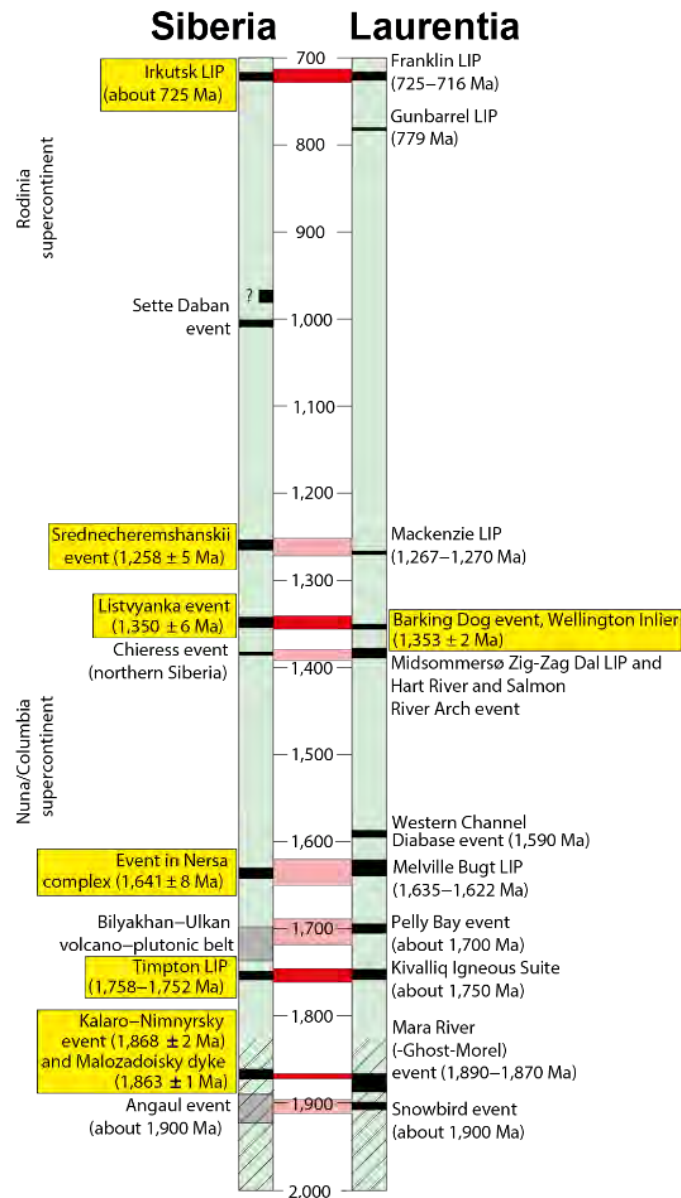 Siberia
Laurentia
Irkutsk LIP
(about 725 Ma)
700
Franklin LIP
(725–716 Ma)
Gunbarrel LIP
(779 Ma)
800
Rodinia
supercontinent
900
?
Sette Daban
event
1,000
1,100
1,200
Srednecheremshanskii
event (1,258 ± 5 Ma)
Mackenzie LIP
(1,267–1,270 Ma)
1,300
Listvyanka event
(1,350 ± 6 Ma)
Barking Dog event, Wellington Inlier
(1,353 ± 2 Ma)
Chieress event
(northern Siberia)
1,400
Midsommersø Zig-Zag Dal LIP and
Hart River and Salmon
River Arch event
Nuna/Columbia
supercontinent
1,500
Western Channel
Diabase event (1,590 Ma)
1,600
Event in Nersa
complex (1,641 ± 8 Ma)
Melville Bugt LIP
(1,635–1,622 Ma)
Bilyakhan–Ulkan
volcano–plutonic belt
1,700
Pelly Bay event
(about 1,700 Ma)
Timpton LIP
(1,758–1,752 Ma)
Kivalliq Igneous Suite
(about 1,750 Ma)
1,800
Kalaro–Nimnyrsky
event (1,868 ± 2 Ma)
and Malozadoisky dyke
(1,863 ± 1 Ma)
Mara River
(-Ghost-Morel)
event (1,890–1,870 Ma)
Angaul event
(about 1,900 Ma)
1,900
Snowbird event
(about 1,900 Ma)
2,000